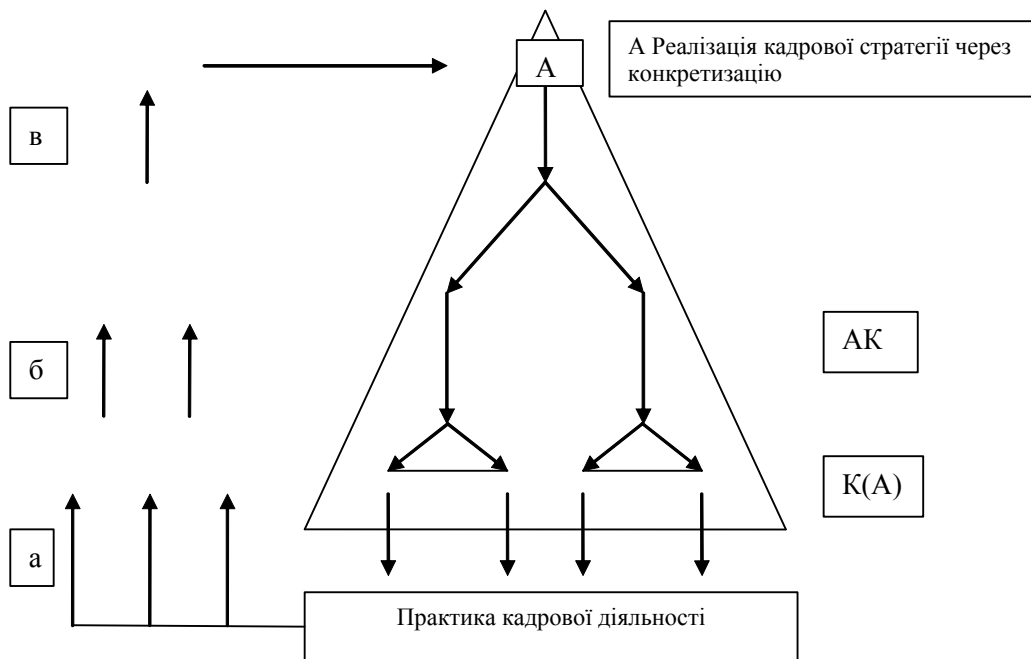 А Реалізація кадрової стратегії через
конкретизацію
А
в
АК
б
К(А)
а
Практика кадрової діяльності